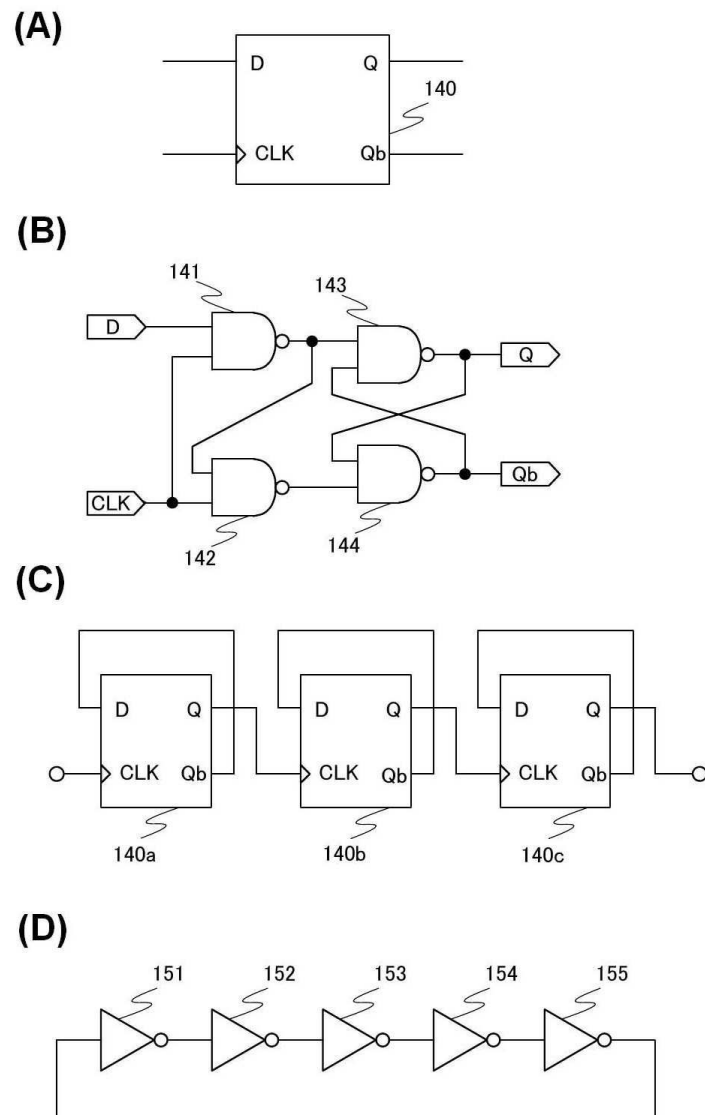 (A)
D Q
140
CLK Qb
(B)
141 143
D Q
CLK Qb
142 144
(C)
D Q D Q D Q
CLK Qb CLK Qb CLK Qb
140a 140b 140c
(D)
151 152 153 154 155